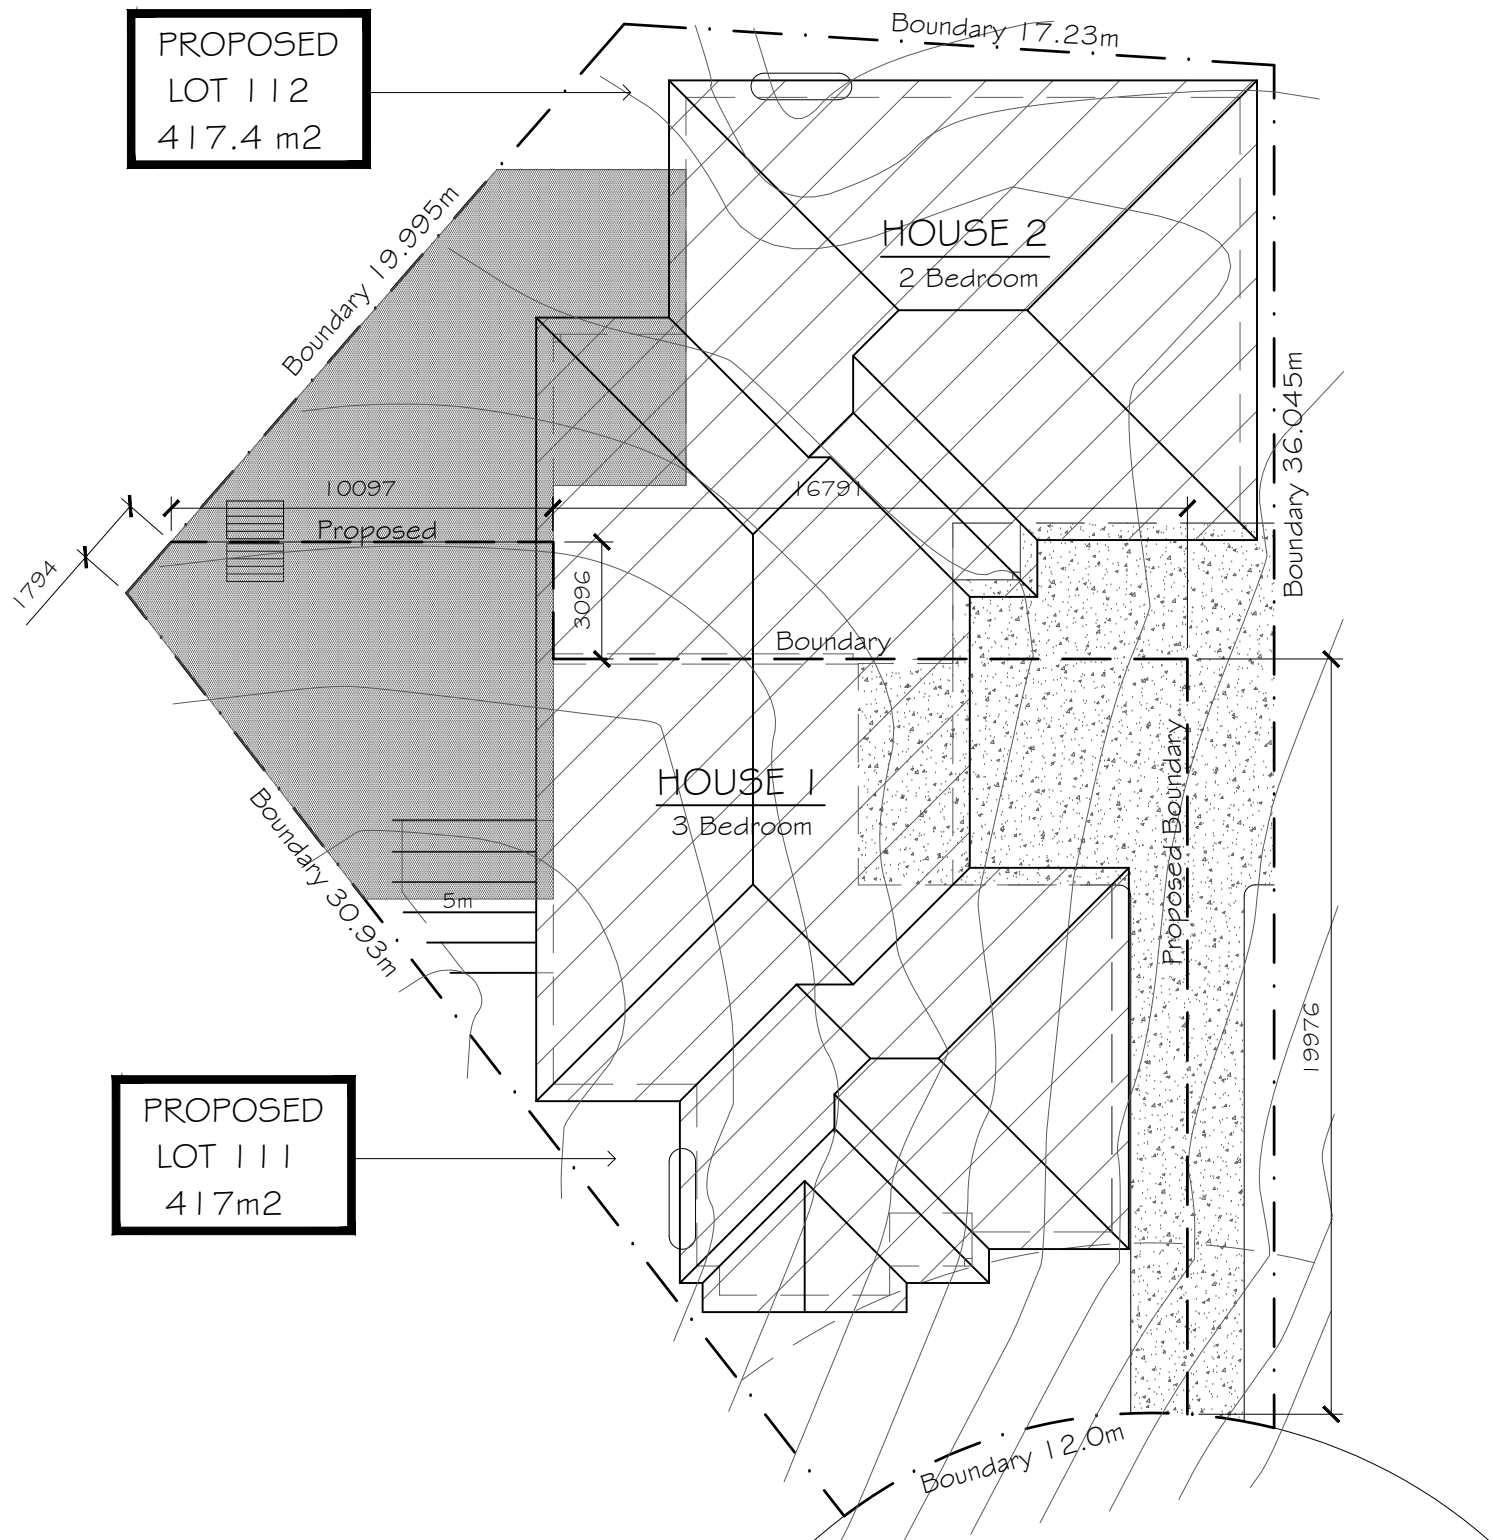 PROPOSED
LOT 112
417.4 m2
Boundary 17.23m
Boundary 19.995m
HOUSE 2
2 Bedroom
Boundary 36.045m
10097
16791
Proposed
1794
3096
Boundary
HOUSE 1
3 Bedroom
Proposed Boundary
Boundary 30.93m
5m
19976
PROPOSED
LOT 111
417m2
Boundary 12.0m